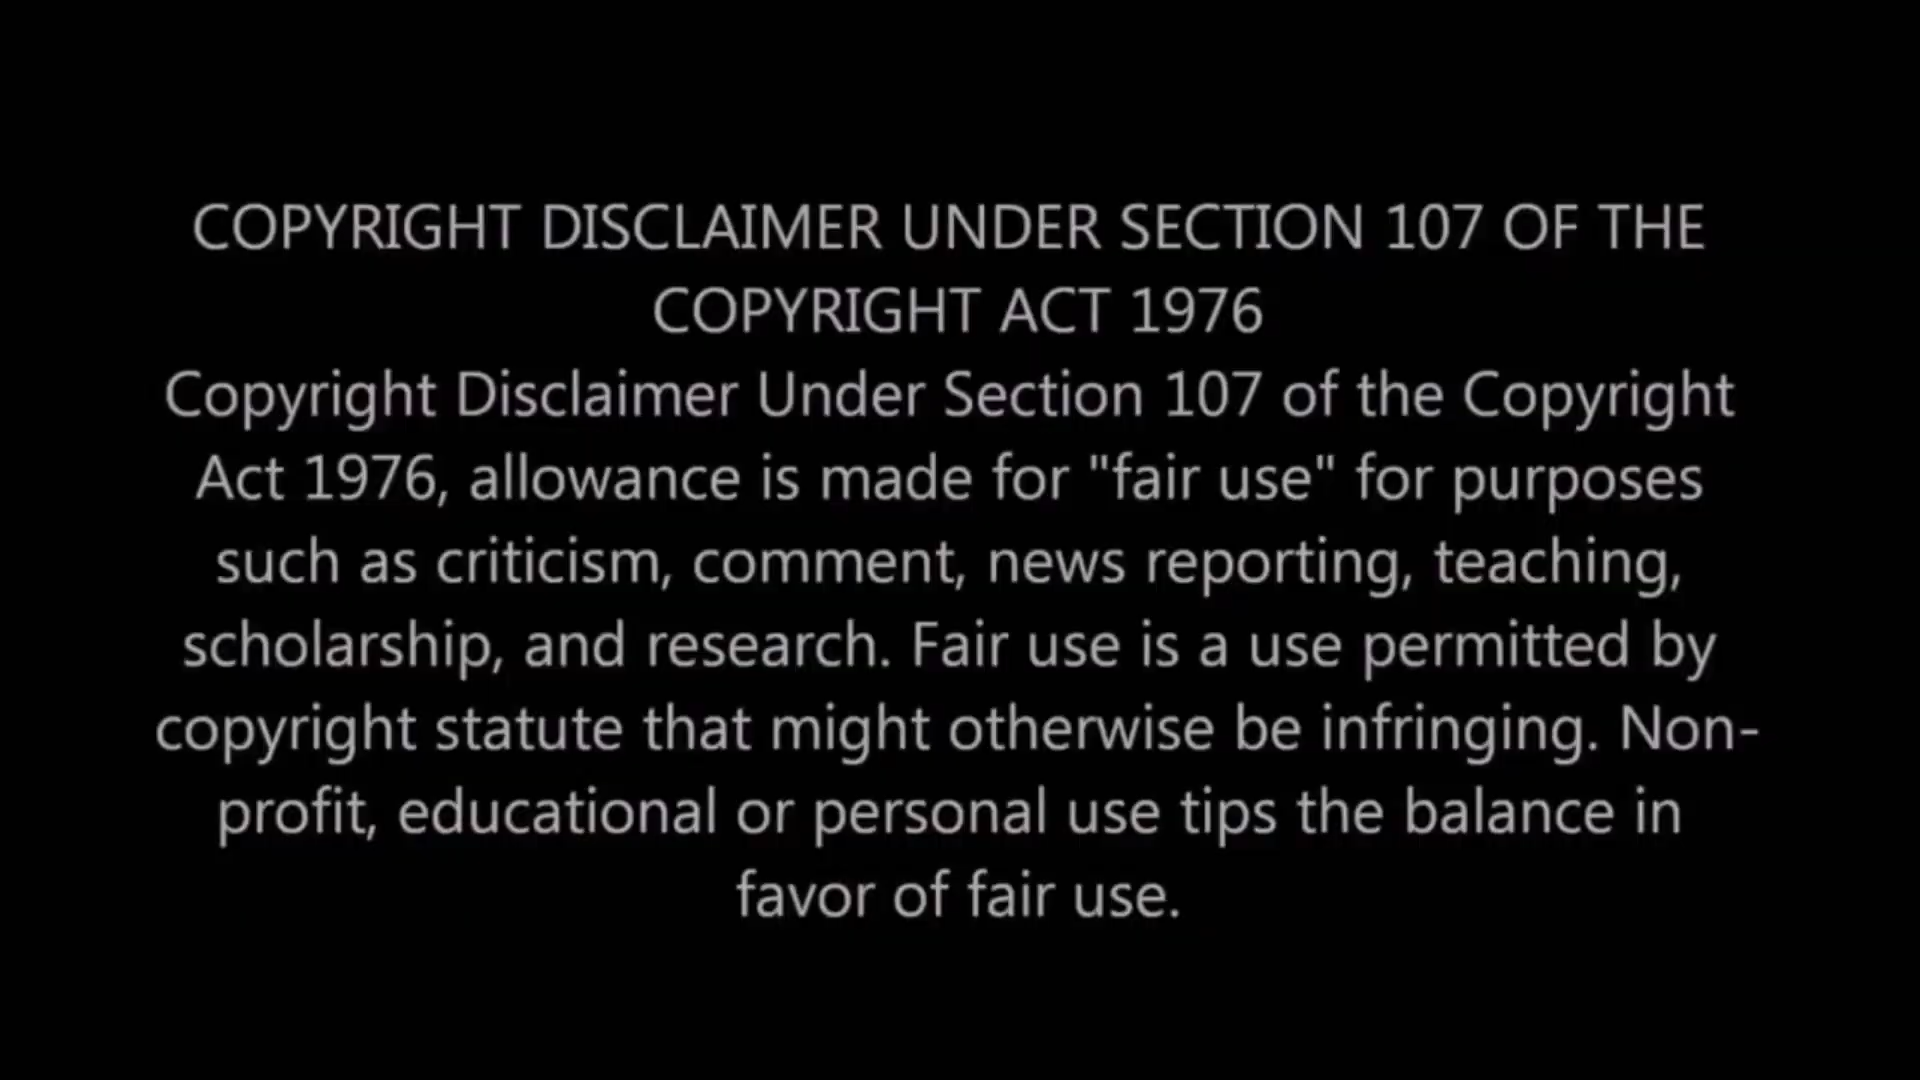 COPYRIGHT DISCLAIMER UNDER SECTION 107 OF THE
COPYRIGHT ACT 1976
Copyright Disclaimer Under Section 107 of the Copyright
Act 1976, allowance is made for "fair use" for purposes
such as criticism, comment, news reporting, teaching,
scholarship, and research. Fair use is a use permitted by
copyright statute that might otherwise be infringing. Non-
profit, educational or personal use tips the balance in
favor of fair use.